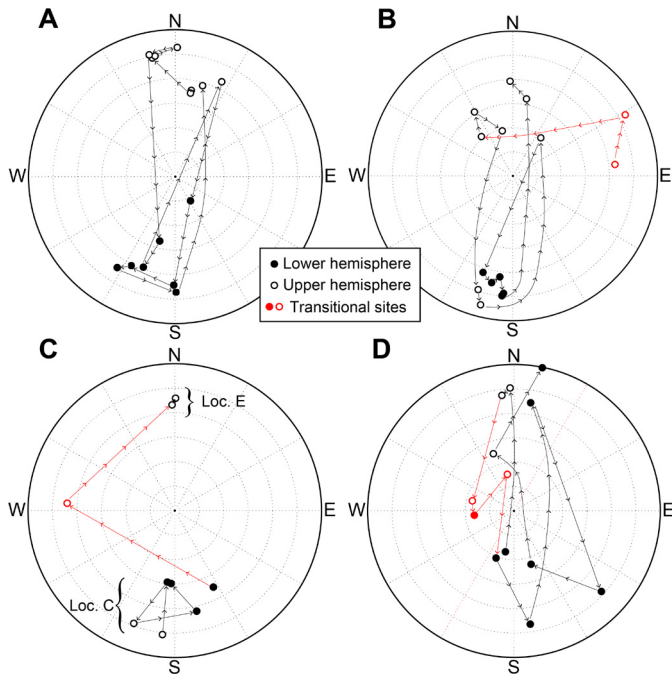 A
N
W
E
S
B
N
W
E
S
Lower hemisphere
Upper hemisphere
Transitional sites
C
N
Loc. E
W
E
Loc. C
S
D
N
W
E
S